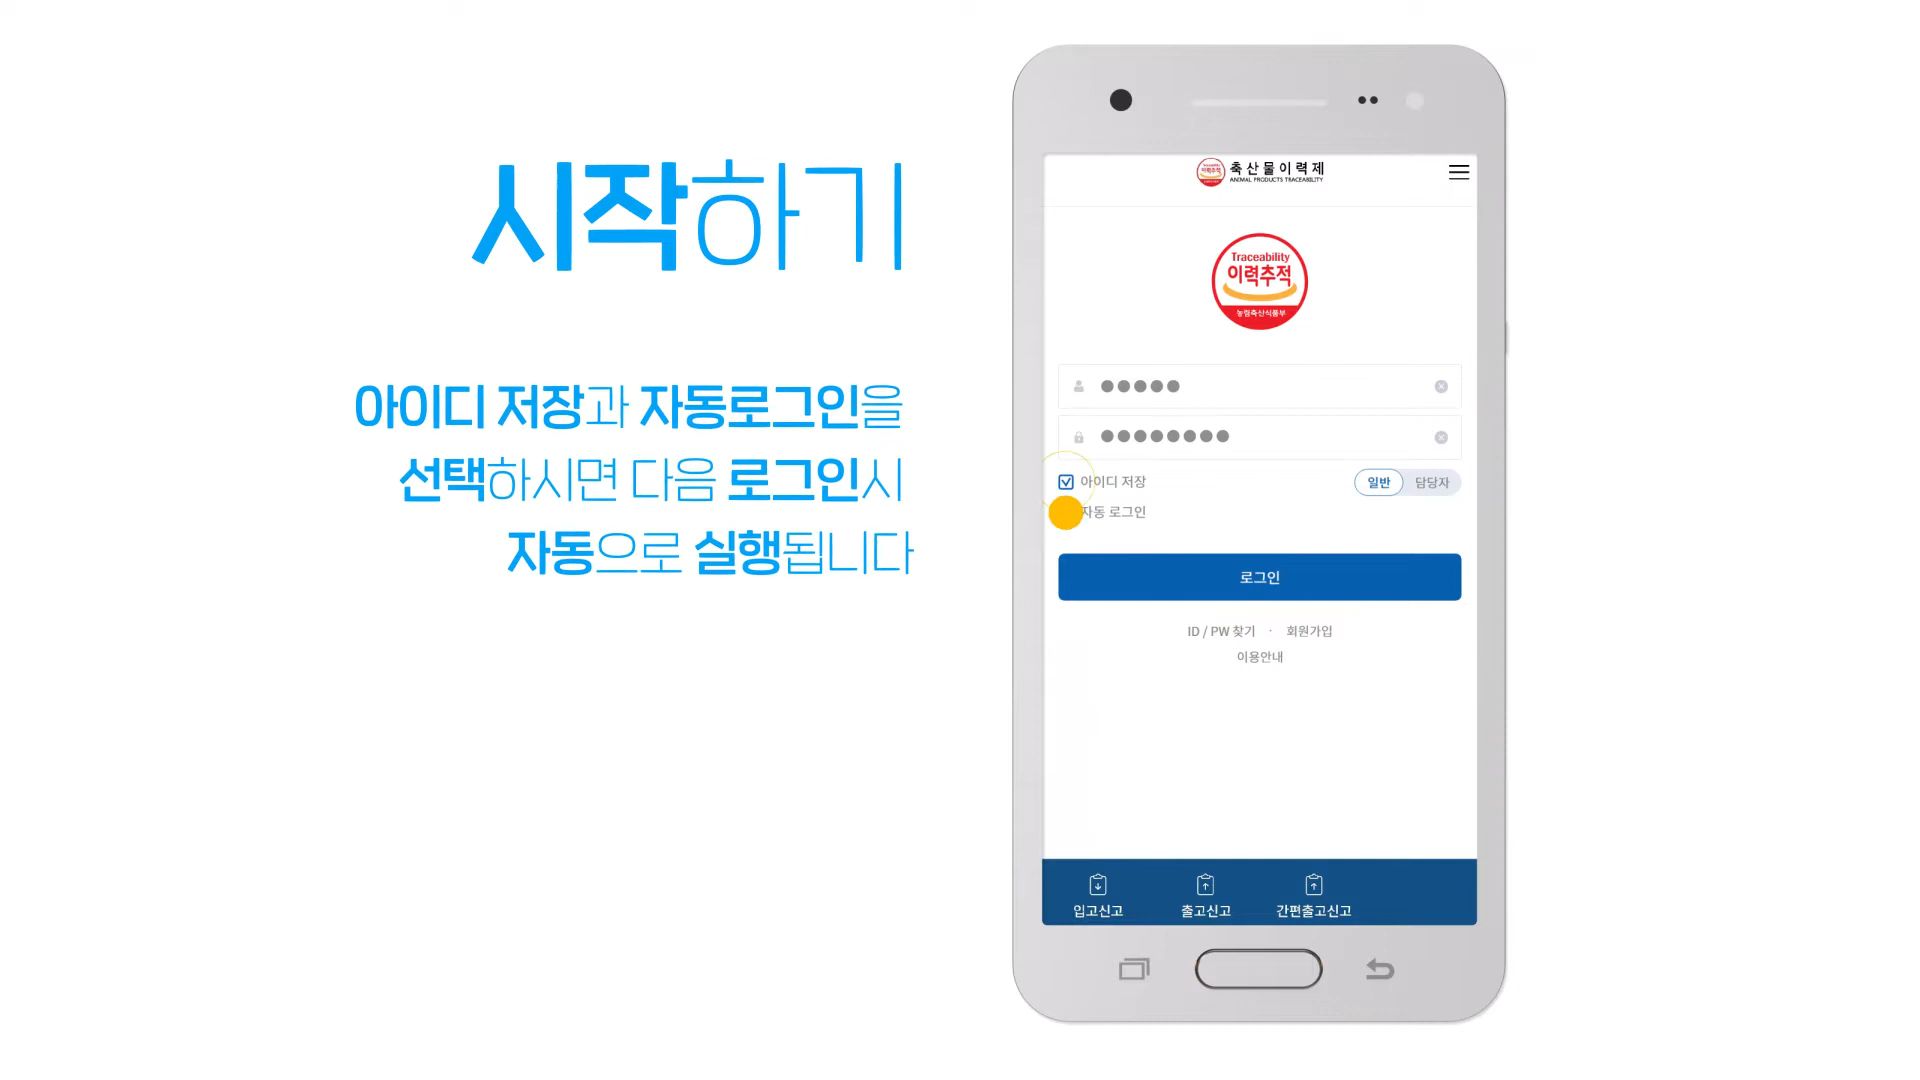 시작하기
아이디 저장과 자동로그인을
선택하시면 다음 로그인시
자동으로 실행됩니다
Traceability
이력추적
축산물이력제
ANIMAL PRODUCTS TRACEABILITY
Traceability
이력추적
농림축산식품부
아이디 저장
일반 담당자
자동 로그인
로그인
ID / PW 찾기 · 회원가입
이용안내
입고신고 출고신고 간편출고신고